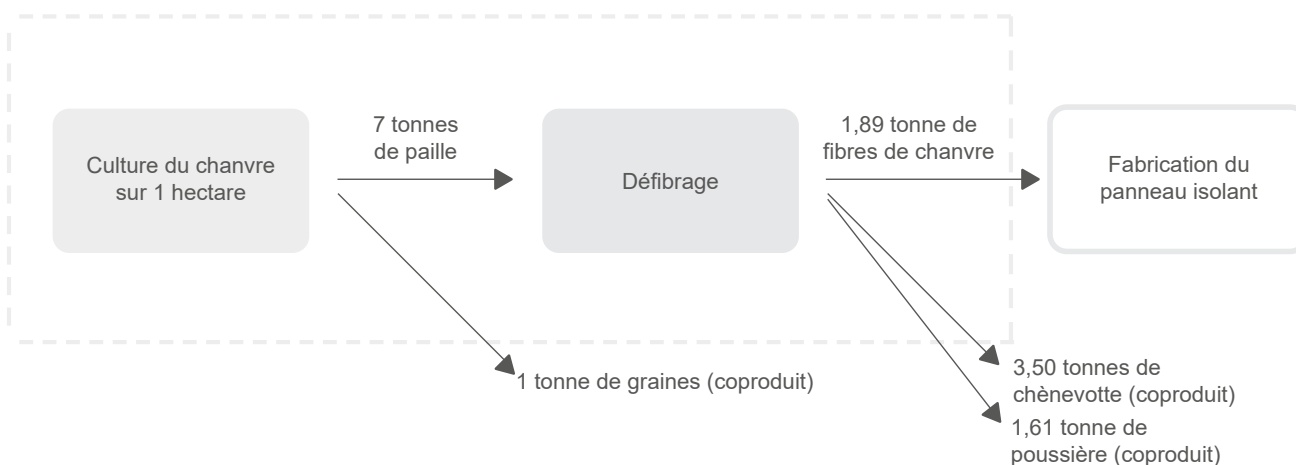 Culture du chanvre
sur 1 hectare
7 tonnes
de paille
Défibrage
1,89 tonne de
fibres de chanvre
Fabrication du
panneau isolant
1 tonne de graines (coproduit)
3,50 tonnes de
chènevotte (coproduit)
1,61 tonne de
poussière (coproduit)